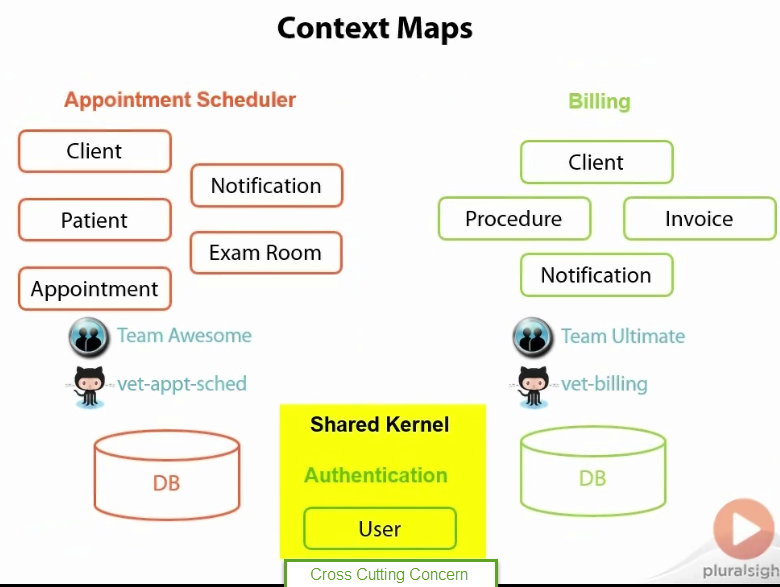 Context Maps
Appointment Scheduler
Client
Notification
Patient
Exam Room
Appointment
Team Awesome
vet-appt-sched
DB
Billing
Client
Procedure
Invoice
Notification
Team Ultimate
vet-billing
DB
Shared Kernel
Authentication
User
Cross Cutting Concern
pluralsigh